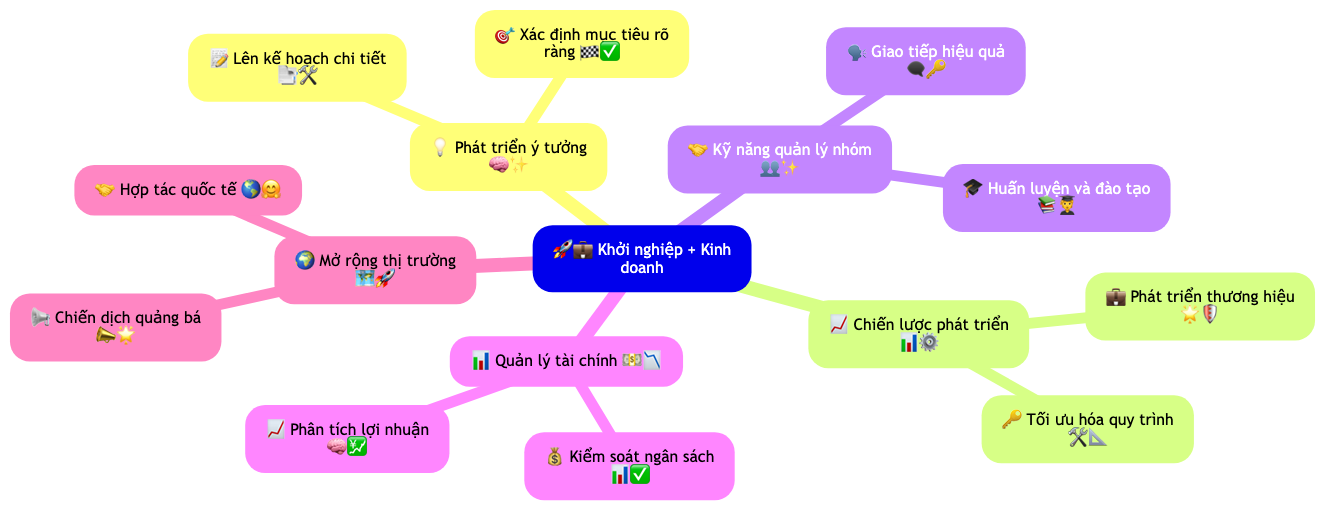 🚀💼 Khởi nghiệp + Kinh
doanh
💡 Phát triển ý tưởng
🧠✨
📝 Lên kế hoạch chi tiết
📑🛠️
🎯 Xác định mục tiêu rõ
ràng 🏁✅
🤝 Kỹ năng quản lý nhóm
👥✨
🗣️ Giao tiếp hiệu quả
🗨️🔑
🎓 Huấn luyện và đào tạo
📚👨‍🎓
📈 Chiến lược phát triển
📊⚙️
💼 Phát triển thương hiệu
🌟🛡️
🔑 Tối ưu hóa quy trình
🛠️📐
📊 Quản lý tài chính 💵📉
📈 Phân tích lợi nhuận
🧠💹
💰 Kiểm soát ngân sách
📊✅
🌍 Mở rộng thị trường
🗺️🚀
🤝 Hợp tác quốc tế 🌎🤗
📢 Chiến dịch quảng bá
📣🌟